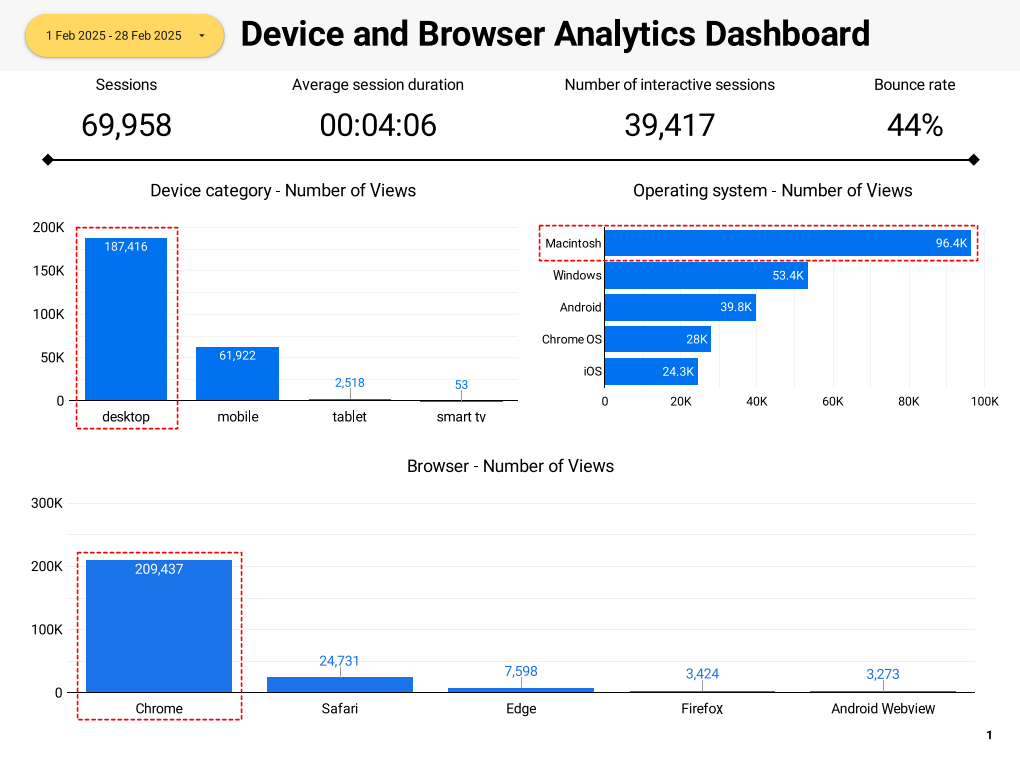 1 Feb 2025 - 28 Feb 2025
Device and Browser Analytics Dashboard
Sessions
69,958
Average session duration
00:04:06
Number of interactive sessions
39,417
Bounce rate
44%
Device category - Number of Views
200K
150K
100K
50K
0
187,416
61,922
2,518
53
desktop
mobile
tablet
smart tv
Operating system - Number of Views
Macintosh
96.4K
Windows
53.4K
Android
39.8K
Chrome OS
28K
iOS
24.3K
0
20K
40K
60K
80K
100K
Browser - Number of Views
300K
200K
100K
0
209,437
24,731
7,598
3,424
3,273
Chrome
Safari
Edge
Firefox
Android Webview
1